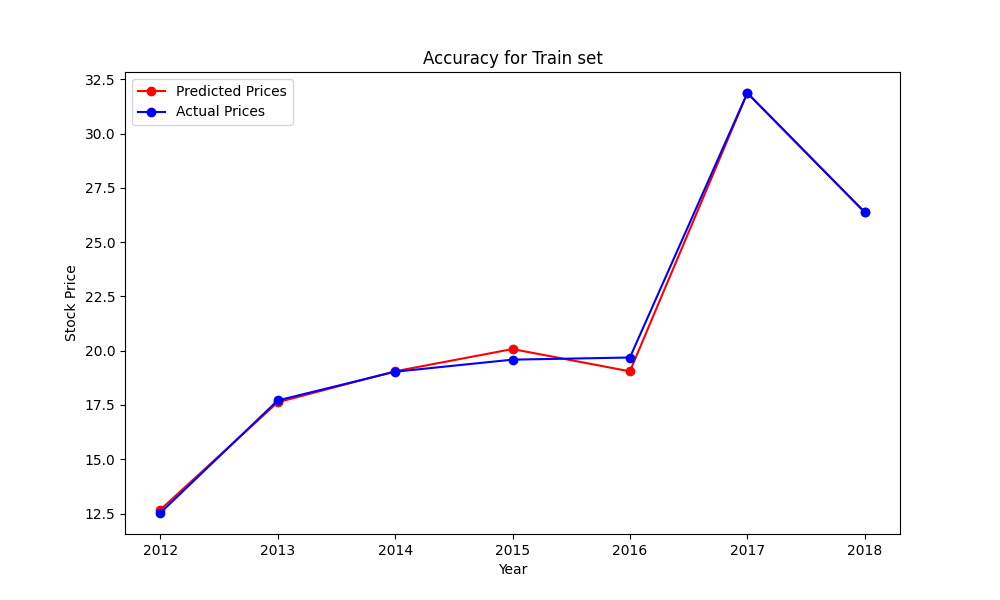 Accuracy for Train set
Predicted Prices
Actual Prices
32.5
30.0
27.5
25.0
22.5
20.0
17.5
15.0
12.5
Stock Price
2012 2013 2014 2015 2016 2017 2018
Year